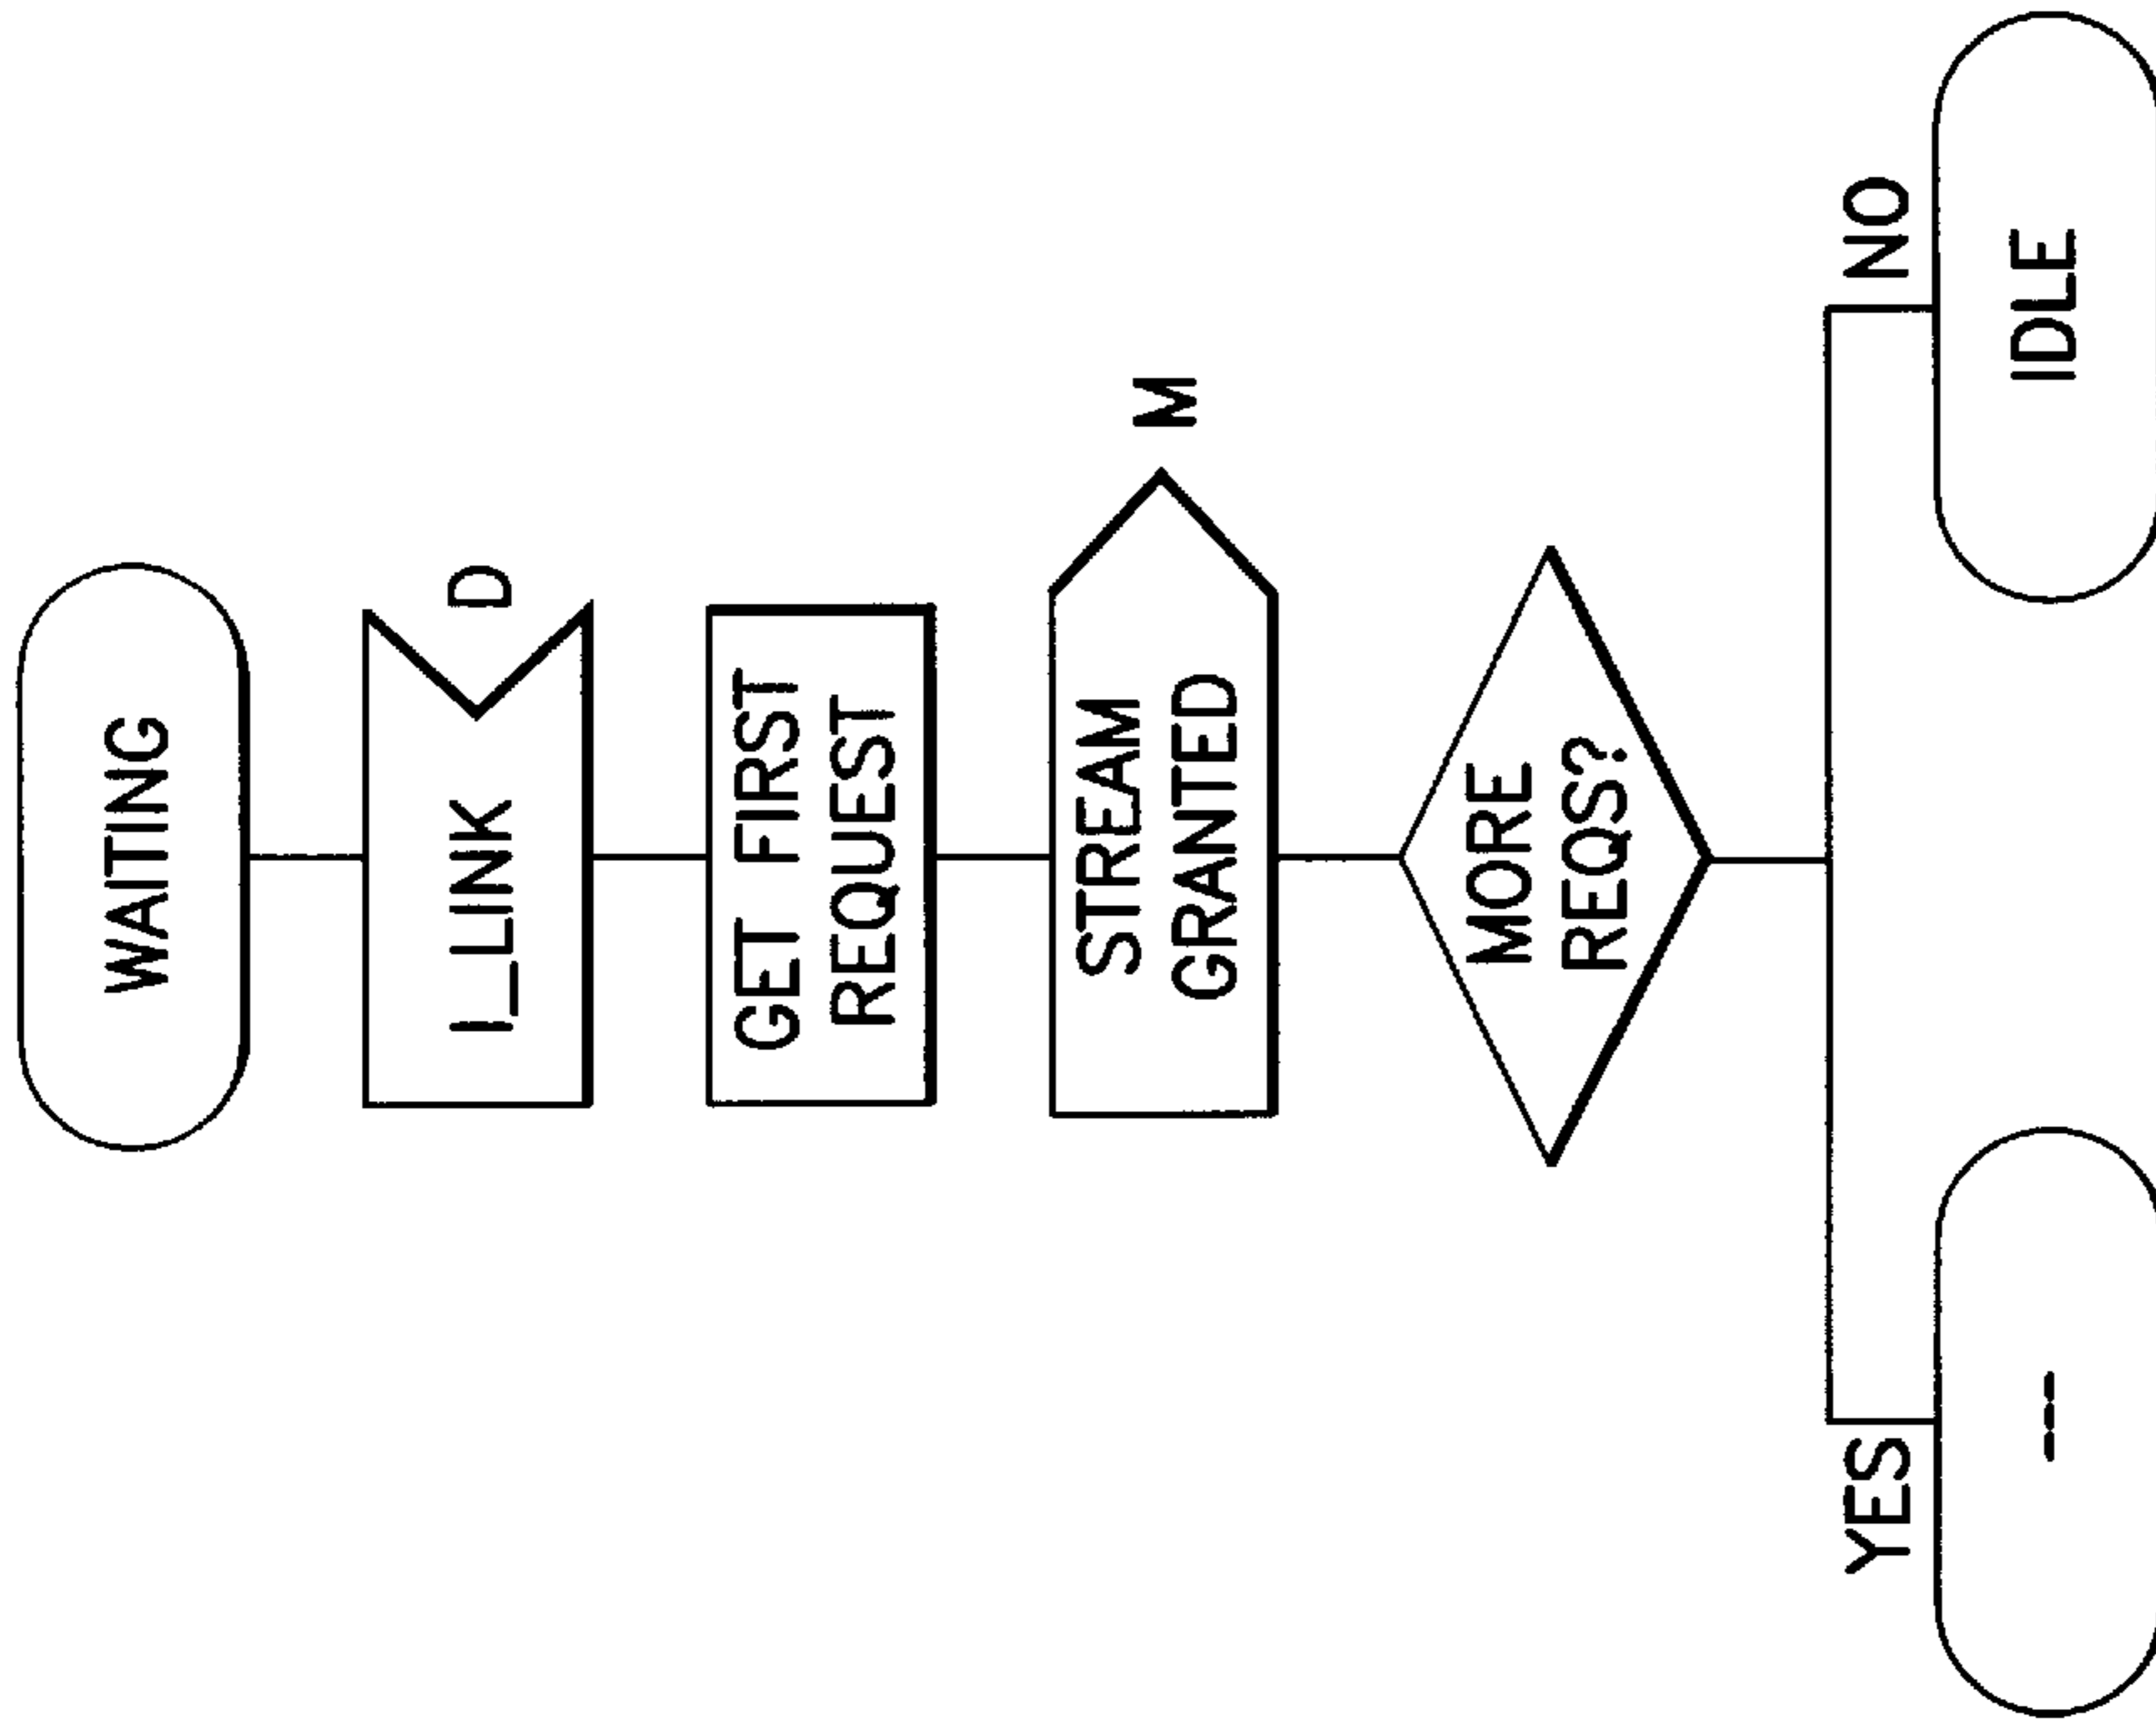 WAITING
I_LINK
D
GET FIRST
REQUEST
STREAM
GRANTED
M
MORE
REQS?
YES
NO
---
IDLE